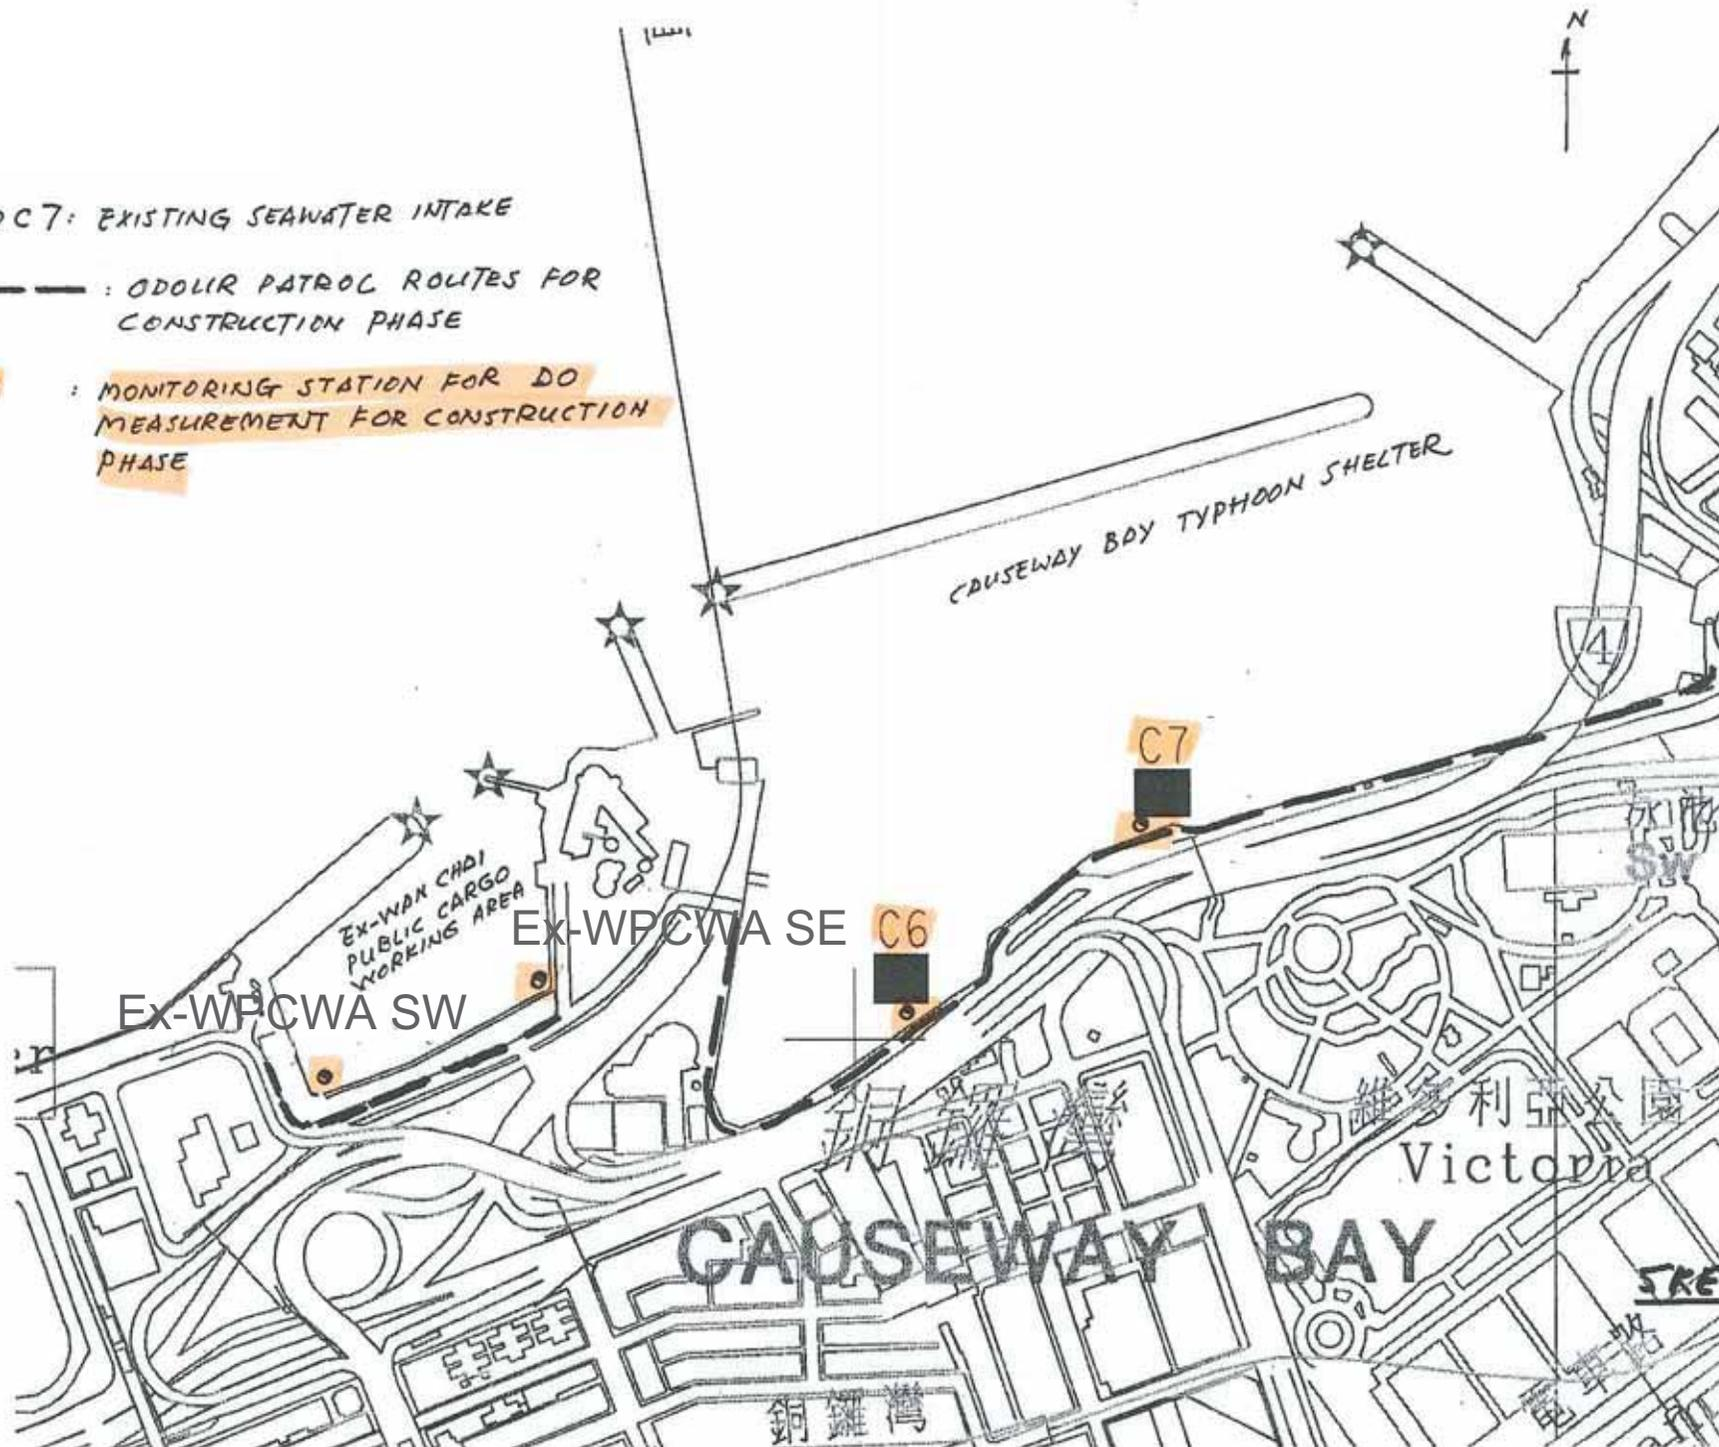 N
C7: EXISTING SEAWATER INTAKE
: ODOUR PATROL ROUTES FOR
CONSTRUCTION PHASE
: MONITORING STATION FOR DO
MEASUREMENT FOR CONSTRUCTION
PHASE
CAUSEWAY BAY TYPHOON SHELTER
4
C7
EX-WAN CHAI
PUBLIC CARGO
WORKING AREA
Ex-WPCWA SE
C6
Ex-WPCWA SW
銅鑼灣
維多利亞公園
Victoria
CAUSEWAY BAY
銅鑼灣